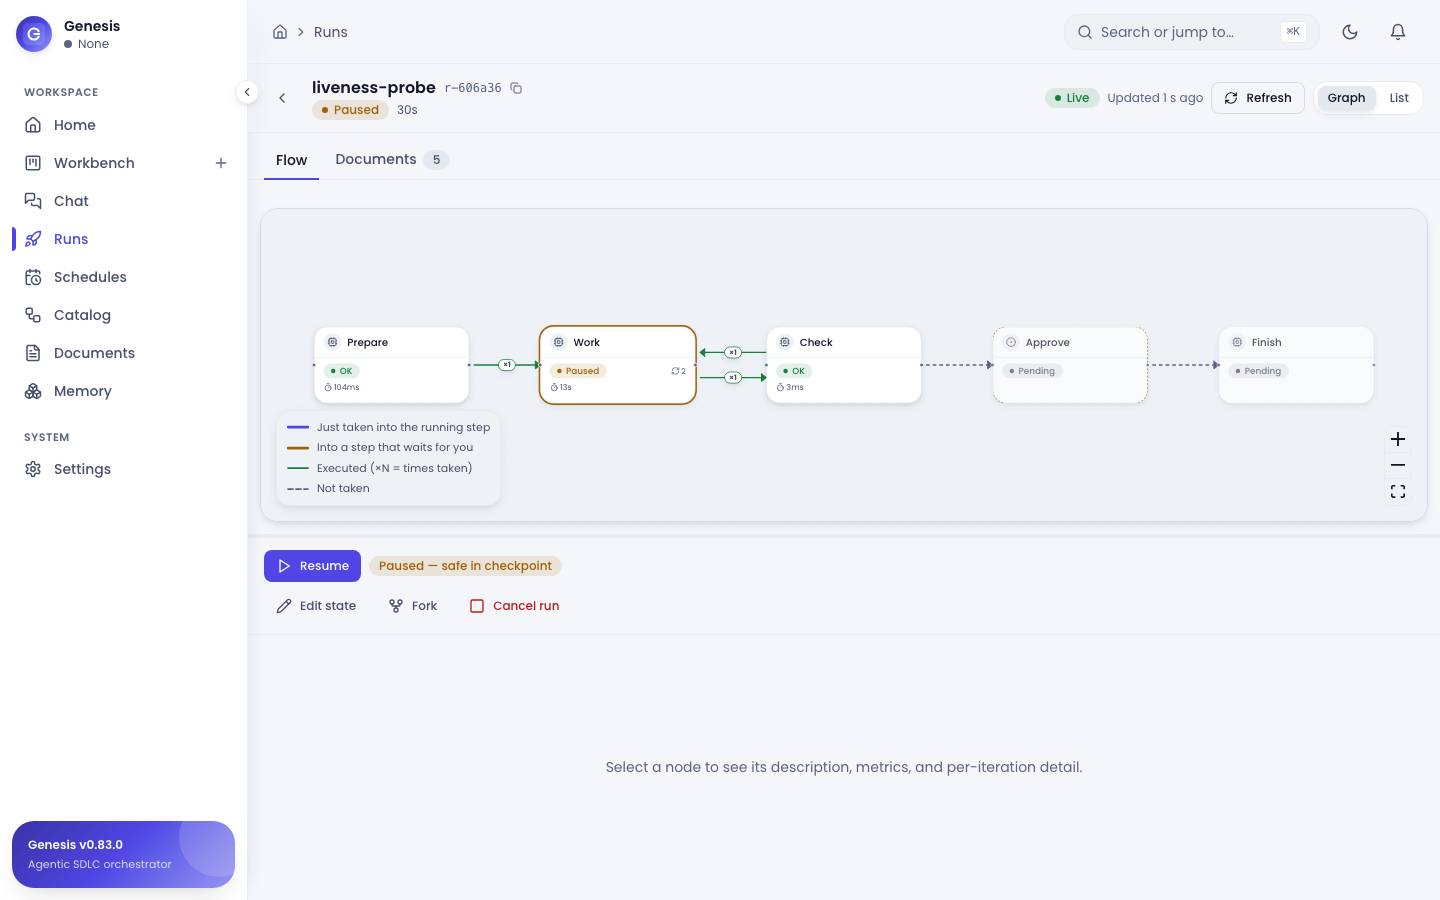 Genesis
None
WORKSPACE
Home
Workbench
Chat
Runs
Schedules
Catalog
Documents
Memory
SYSTEM
Settings
Genesis v0.83.0
Agentic SDLC orchestrator
Runs
Search or jump to...
⌘K
liveness-probe r-606a36
Paused 30s
Live Updated 1 s ago Refresh Graph List
Flow Documents 5
Prepare
OK
104ms
×1
Work
Paused 2
13s
×1
×1
Check
OK
3ms
Approve
Pending
Finish
Pending
Just taken into the running step
Into a step that waits for you
Executed (×N = times taken)
Not taken
Resume Paused — safe in checkpoint
Edit state Fork Cancel run
Select a node to see its description, metrics, and per-iteration detail.